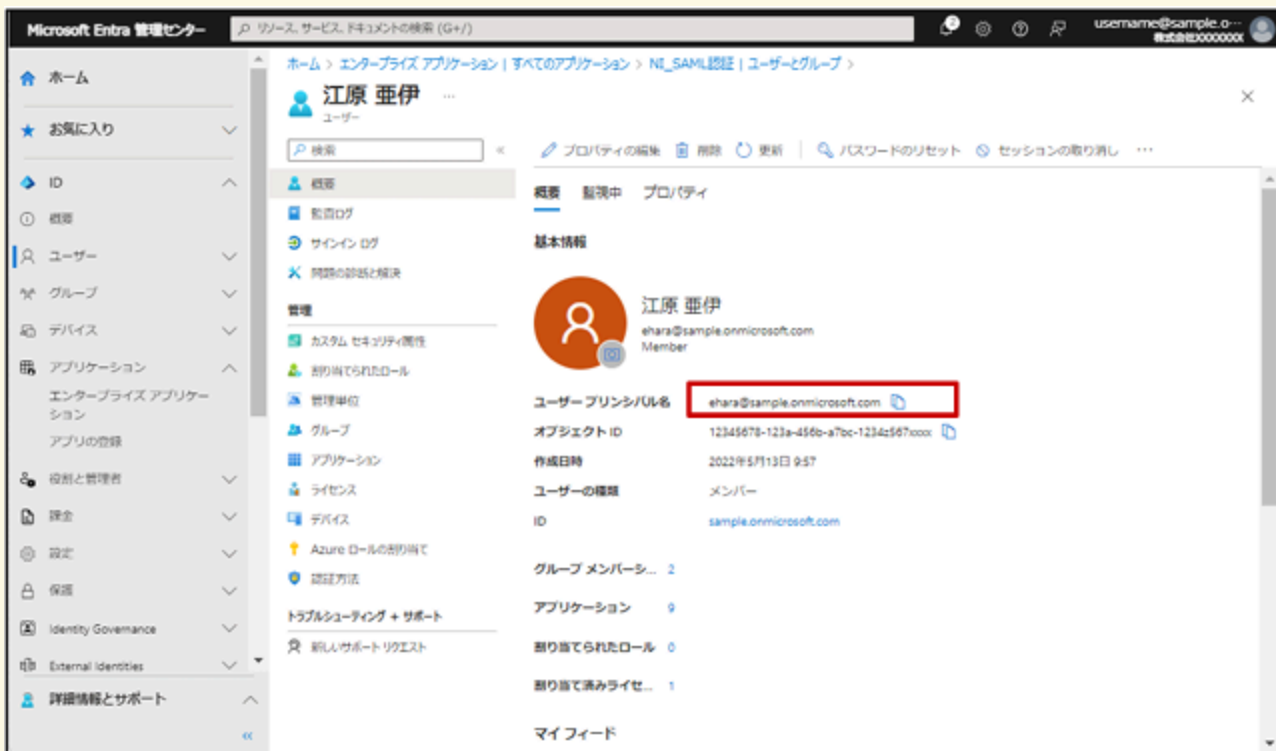 Microsoft Entra 管理センター
リソース、サービス、ドキュメントの検索 (G+/)
2
username@sample.o…
株式会社XXXXXXX
ホーム
お気に入り
ID
概要
ユーザー
グループ
デバイス
アプリケーション
エンタープライズ アプリケー
ション
アプリの登録
役割と管理者
課金
設定
保護
Identity Governance
External Identities
詳細情報とサポート
ホーム > エンタープライズ アプリケーション | すべてのアプリケーション > NI_SAML認証 | ユーザーとグループ >
江原 亜伊 …
ユーザー
検索
概要
監査ログ
サインイン ログ
問題の診断と解決
管理
カスタム セキュリティ属性
割り当てられたロール
管理単位
グループ
アプリケーション
ライセンス
デバイス
Azure ロールの割り当て
認証方法
トラブルシューティング + サポート
新しいサポート リクエスト
プロパティの編集 削除 更新 パスワードのリセット セッションの取り消し …
概要 監視中 プロパティ
基本情報
江原 亜伊
ehara@sample.onmicrosoft.com
Member
ユーザー プリンシパル名 ehara@sample.onmicrosoft.com
オブジェクト ID 12345678-123a-456b-a7bc-1234z567xxxx
作成日時 2022年5月13日 9:57
ユーザーの種類 メンバー
ID sample.onmicrosoft.com
グループ メンバーシ… 2
アプリケーション 9
割り当てられたロール 0
割り当て済みライセ… 1
マイ フィード